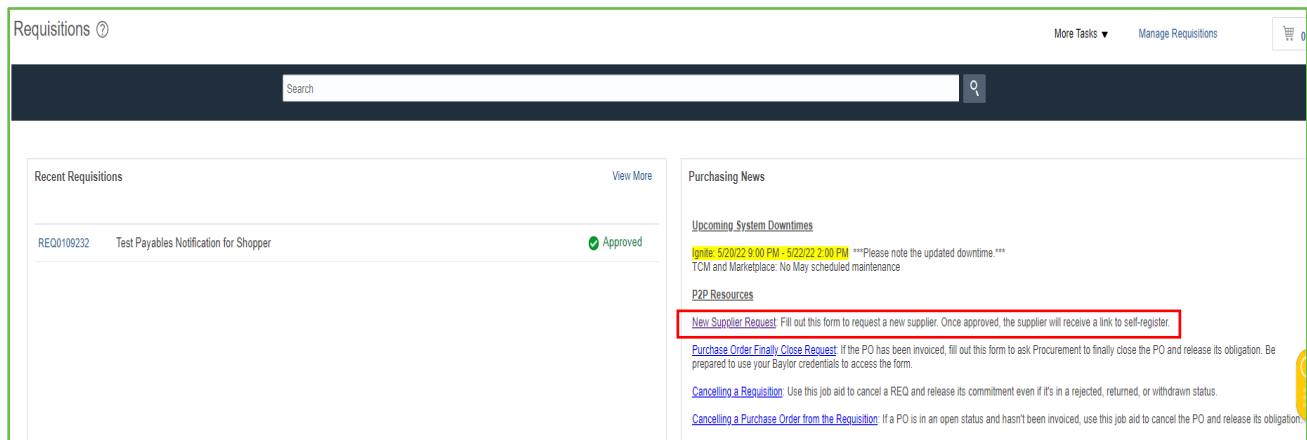 Requisitions ?
More Tasks ▼ Manage Requisitions 0
Search
Recent Requisitions View More
REQ0109232 Test Payables Notification for Shopper Approved
Purchasing News
Upcoming System Downtimes
Ignite: 5/20/22 9:00 PM - 5/22/22 2:00 PM ***Please note the updated downtime.***
TCM and Marketplace: No May scheduled maintenance
P2P Resources
New Supplier Request: Fill out this form to request a new supplier. Once approved, the supplier will receive a link to self-register.
Purchase Order Finally Close Request: If the PO has been invoiced, fill out this form to ask Procurement to finally close the PO and release its obligation. Be
prepared to use your Baylor credentials to access the form.
Cancelling a Requisition: Use this job aid to cancel a REQ and release its commitment even if it's in a rejected, returned, or withdrawn status.
Cancelling a Purchase Order from the Requisition: If a PO is in an open status and hasn't been invoiced, use this job aid to cancel the PO and release its obligation.